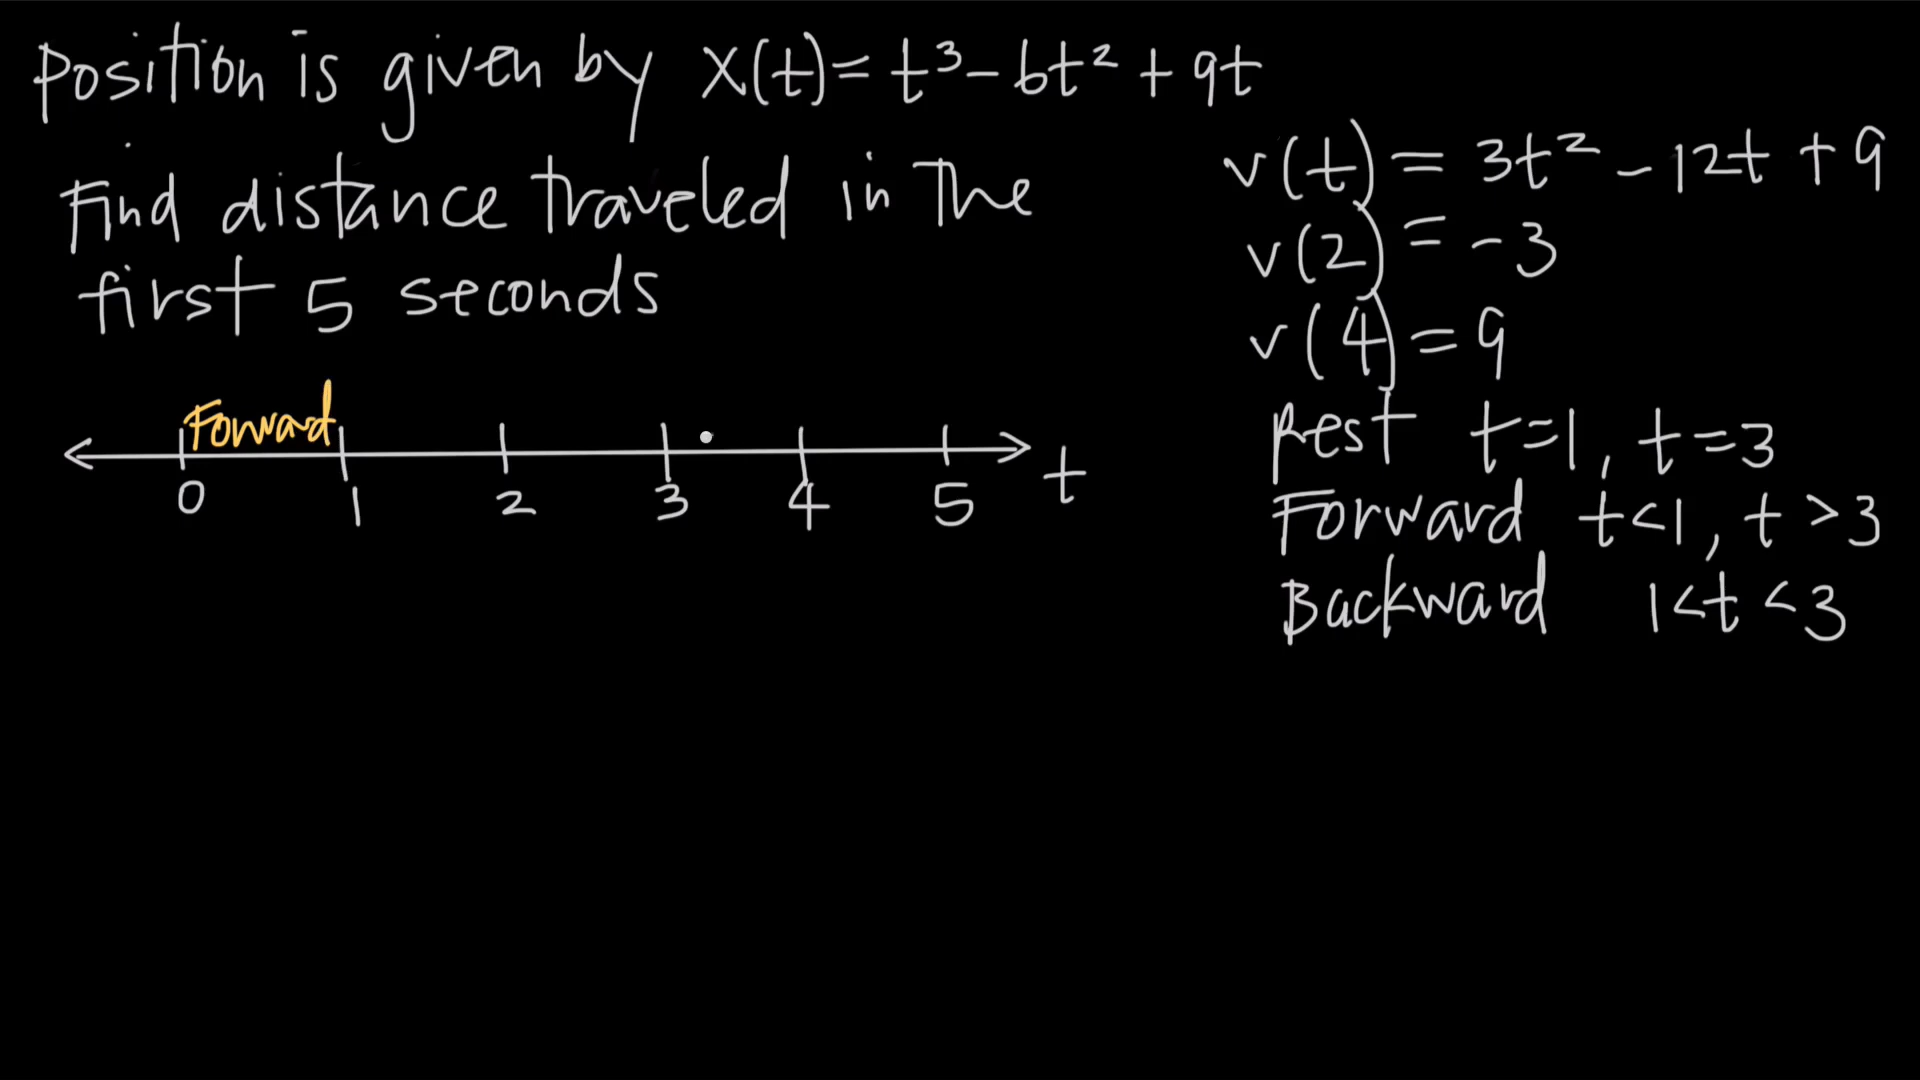 Position is given by x(t)= t³- 6t² + 9t
Find distance traveled in The
first 5 seconds
v(t) = 3t² - 12t + 9
v(2) = -3
v(4) = 9
Rest t=1, t=3
Forward t<1, t >3
Backward 1<t <3
Forward
0 1 2 3 4 5 t